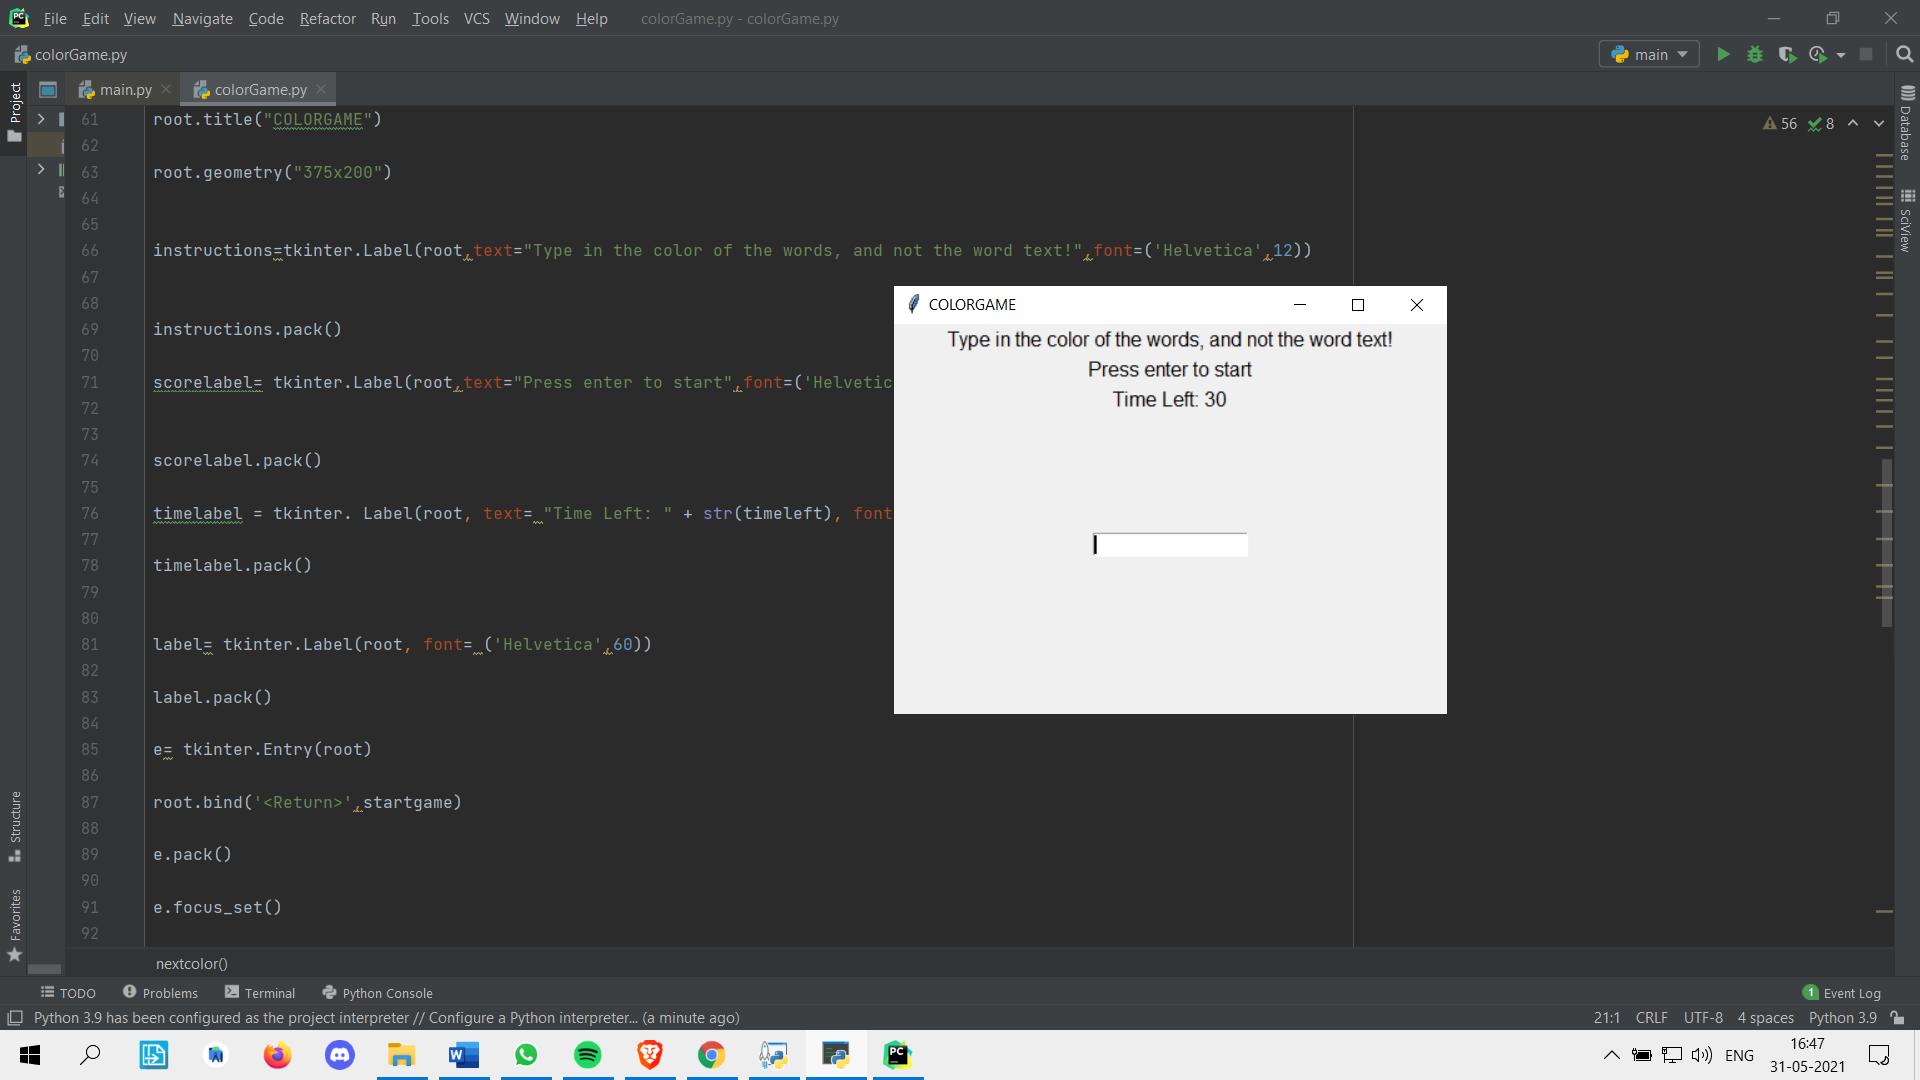 File Edit View Navigate Code Refactor Run Tools VCS Window Help colorGame.py - colorGame.py
colorGame.py
main
main.py
colorGame.py
Project
61 root.title("COLORGAME")
62
63 root.geometry("375x200")
64
65
66 instructions=tkinter.Label(root,text="Type in the color of the words, and not the word text!",font=('Helvetica',12))
67
68
69 instructions.pack()
70
71 scorelabel= tkinter.Label(root,text="Press enter to start",font=('Helvetic
72
73
74 scorelabel.pack()
75
76 timelabel = tkinter. Label(root, text= "Time Left: " + str(timeleft), font
77
78 timelabel.pack()
79
80
81 label= tkinter.Label(root, font= ('Helvetica',60))
82
83 label.pack()
84
85 e= tkinter.Entry(root)
86
87 root.bind('<Return>',startgame)
88
89 e.pack()
90
91 e.focus_set()
92
56 8
Database
SciView
COLORGAME
Type in the color of the words, and not the word text!
Press enter to start
Time Left: 30
Structure
Favorites
nextcolor()
TODO Problems Terminal Python Console
1 Event Log
Python 3.9 has been configured as the project interpreter // Configure a Python interpreter... (a minute ago)
21:1 CRLF UTF-8 4 spaces Python 3.9
PC
W
PC
ENG
16:47
31-05-2021